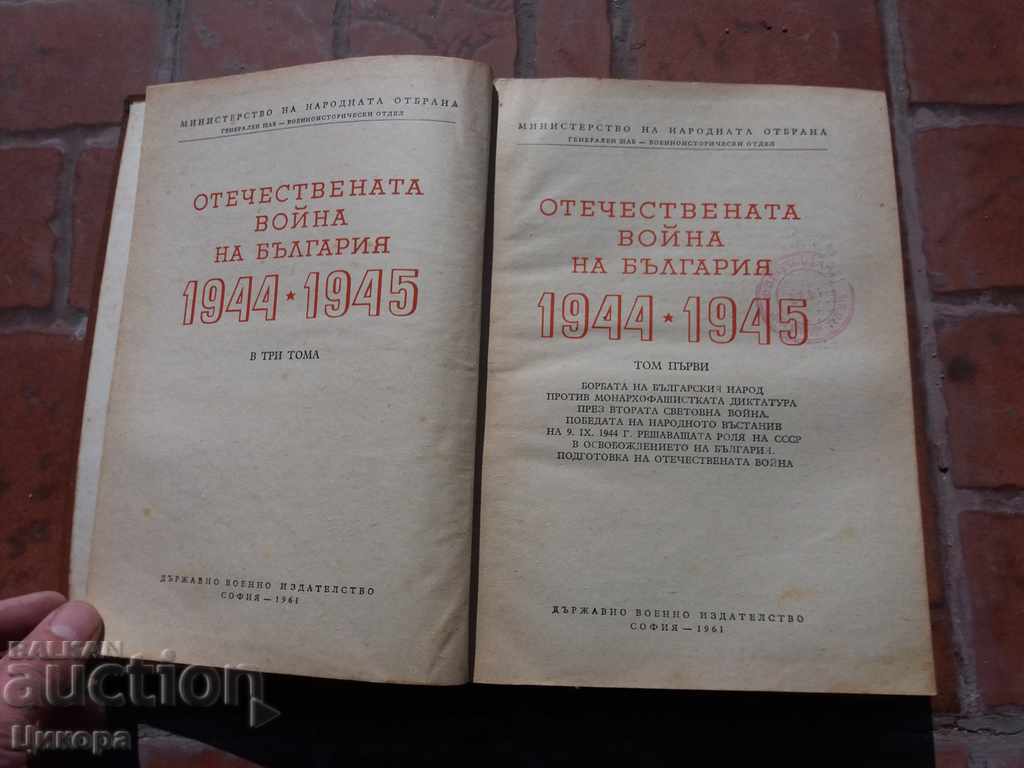 МИНИСТЕРСТВО НА НАРОДНАТА ОТБРАНА
ГЕНЕРАЛЕН ЩАБ — ВОЕННОИСТОРИЧЕСКИ ОТДЕЛ
ОТЕЧЕСТВЕНАТА
ВОЙНА
НА БЪЛГАРИЯ
1944 ★ 1945
В ТРИ ТОМА
ДЪРЖАВНО ВОЕННО ИЗДАТЕЛСТВО
СОФИЯ — 1961
МИНИСТЕРСТВО НА НАРОДНАТА ОТБРАНА
ГЕНЕРАЛЕН ЩАБ — ВОЕННОИСТОРИЧЕСКИ ОТДЕЛ
ОТЕЧЕСТВЕНАТА
ВОЙНА
НА БЪЛГАРИЯ
1944 ★ 1945
ТОМ ПЪРВИ
БОРБАТА НА БЪЛГАРСКИЯ НАРОД
ПРОТИВ МОНАРХОФАШИСТКАТА ДИКТАТУРА
ПРЕЗ ВТОРАТА СВЕТОВНА ВОЙНА.
ПОБЕДАТА НА НАРОДНОТО ВЪСТАНИЕ
НА 9. IX. 1944 Г. РЕШАВАЩАТА РОЛЯ НА СССР
В ОСВОБОЖДЕНИЕТО НА БЪЛГАРИЯ.
ПОДГОТОВКА НА ОТЕЧЕСТВЕНАТА ВОЙНА
ДЪРЖАВНО ВОЕННО ИЗДАТЕЛСТВО
СОФИЯ — 1961
BALKAN
auction
Цикора